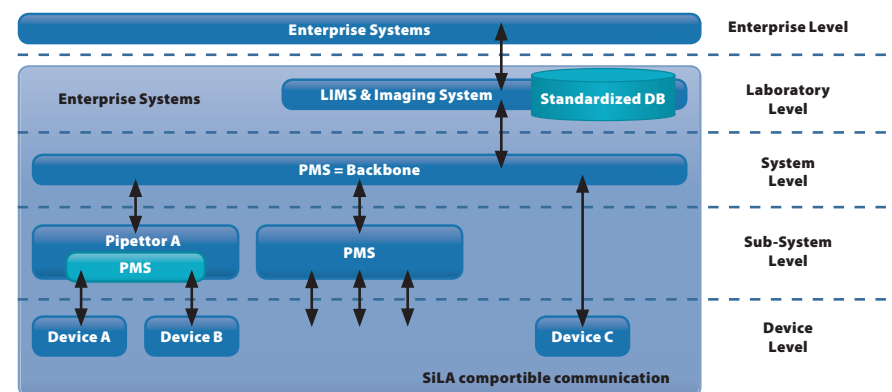 Enterprise Systems
Enterprise Level
Enterprise Systems
LIMS & Imaging System
Standardized DB
Laboratory
Level
PMS = Backbone
System
Level
Pipettor A
PMS
PMS
Sub-System
Level
Device A
Device B
Device C
Device
Level
SiLA comportible communication